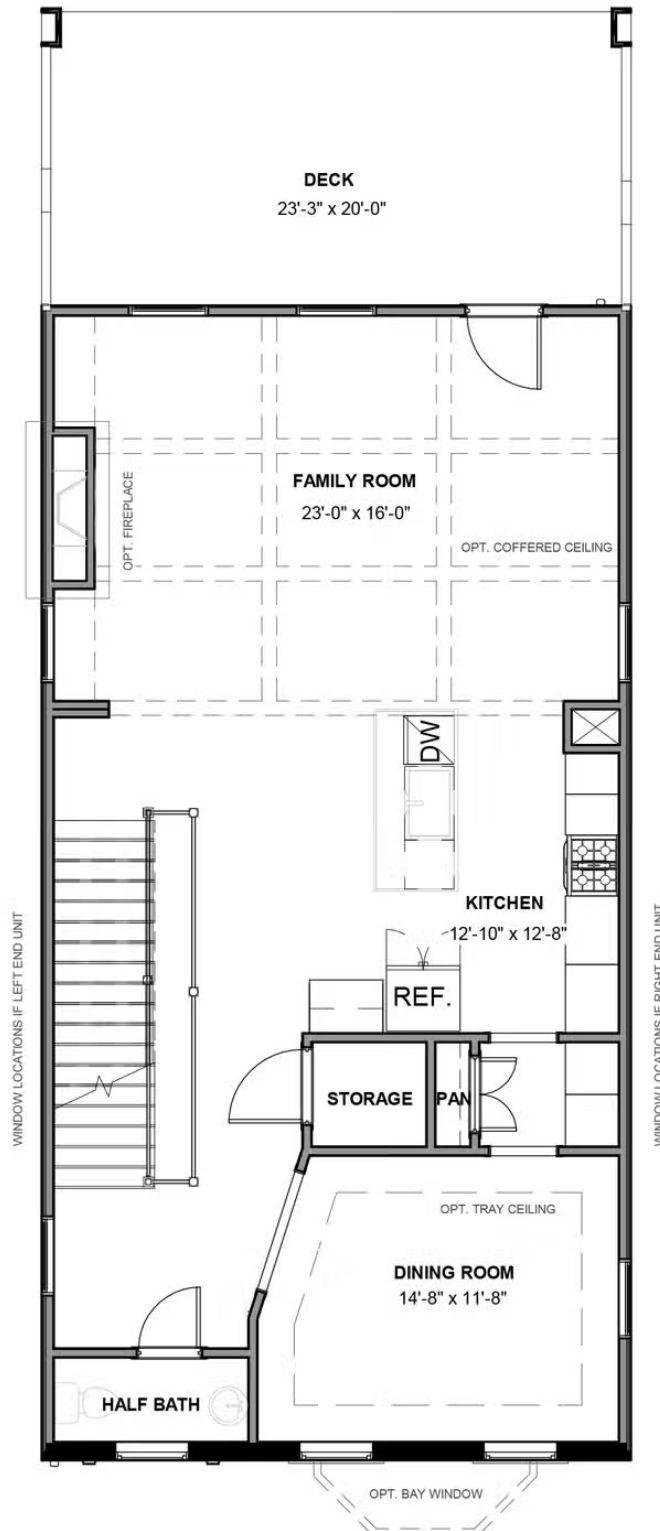 DECK
23'-3" x 20'-0"
FAMILY ROOM
23'-0" x 16'-0"
OPT. FIREPLACE
OPT. COFFERED CEILING
DW
KITCHEN
12'-10" x 12'-8"
REF.
WINDOW LOCATIONS IF LEFT END UNIT
WINDOW LOCATIONS IF RIGHT END UNIT
STORAGE
PAN
OPT. TRAY CEILING
DINING ROOM
14'-8" x 11'-8"
HALF BATH
OPT. BAY WINDOW